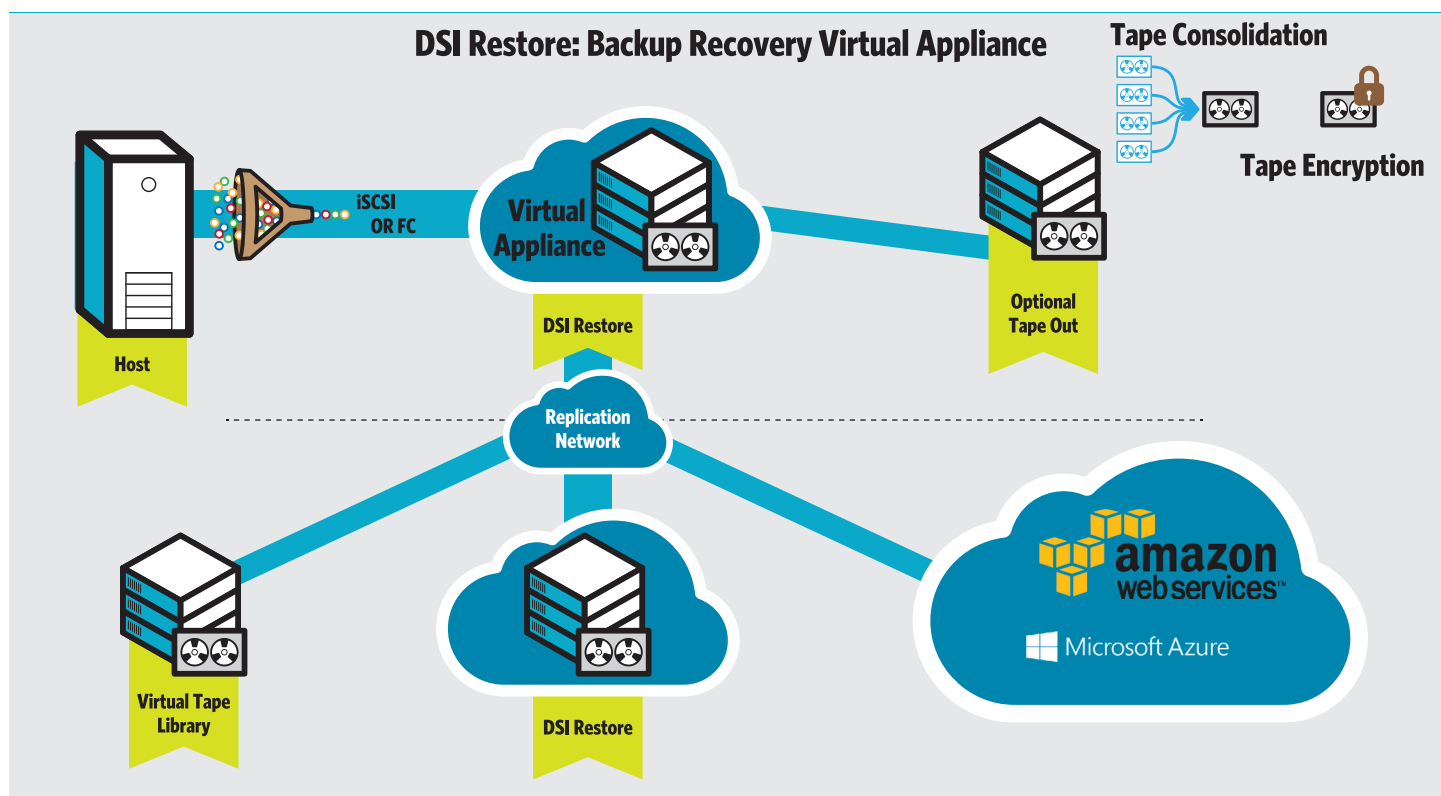 DSI Restore: Backup Recovery Virtual Appliance
Tape Consolidation
Tape Encryption
iSCSI
OR FC
Virtual
Appliance
Host
DSI Restore
Optional
Tape Out
Replication
Network
amazon
web services™
Microsoft Azure
Virtual Tape
Library
DSI Restore